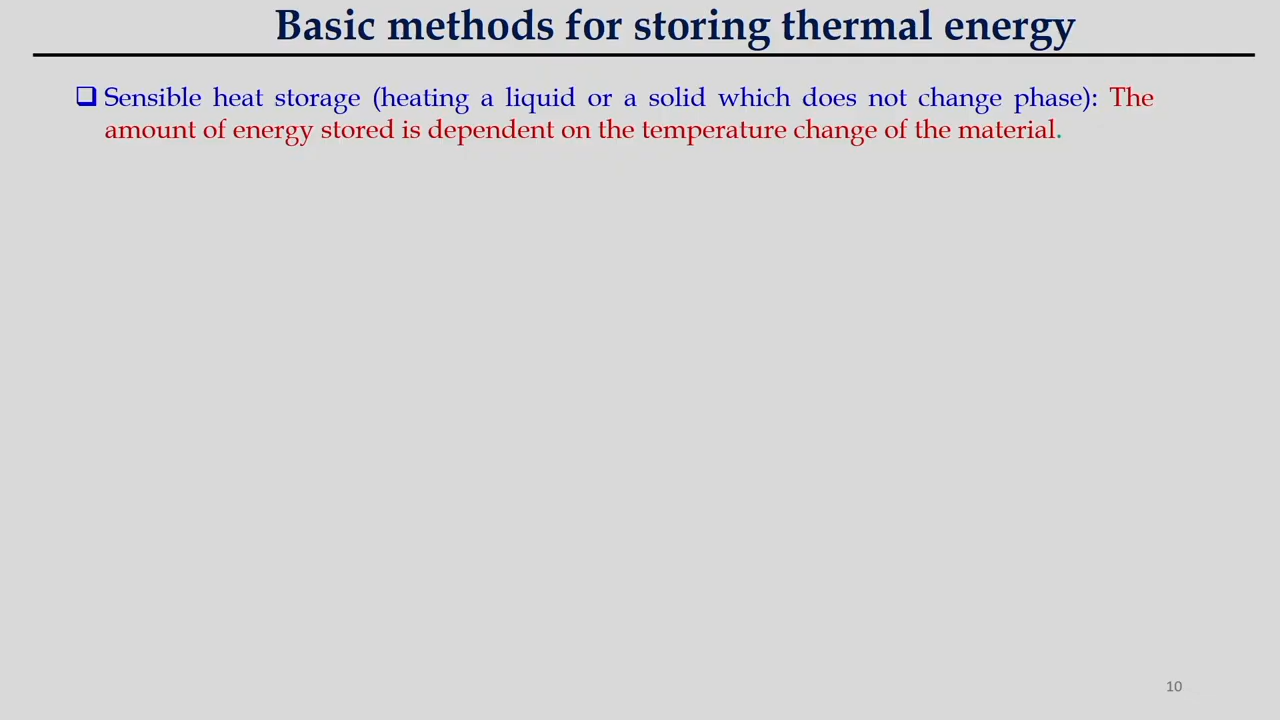 Basic methods for storing thermal energy
❑ Sensible heat storage (heating a liquid or a solid which does not change phase): The
amount of energy stored is dependent on the temperature change of the material.
10